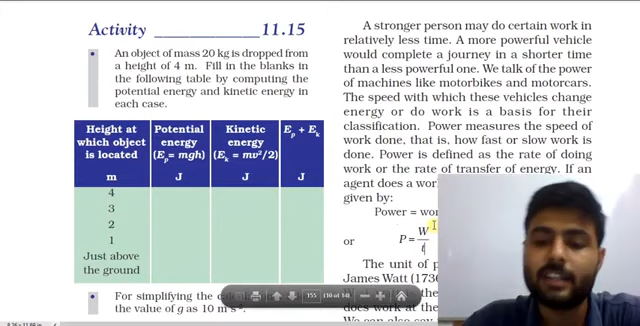 Activity ______________ 11.15
• An object of mass 20 kg is dropped from
a height of 4 m. Fill in the blanks in
the following table by computing the
potential energy and kinetic energy in
each case.
Height at Potential Kinetic Ep + Ek
which object energy energy
is located (Ep= mgh) (Ek = mv²/2)
m J J J
4
3
2
1
Just above
the ground
• For simplifying the
the value of g as 10 m s
A stronger person may do certain work in
relatively less time. A more powerful vehicle
would complete a journey in a shorter time
than a less powerful one. We talk of the power
of machines like motorbikes and motorcars.
The speed with which these vehicles change
energy or do work is a basis for their
classification. Power measures the speed of
work done, that is, how fast or slow work is
done. Power is defined as the rate of doing
work or the rate of transfer of energy. If an
agent does a wor
given by:
Power = wor
or P = W/t
The unit of p
James Watt (173
does work at the
We can also say
155 (10 of 14)
8.26 x 11.69 in